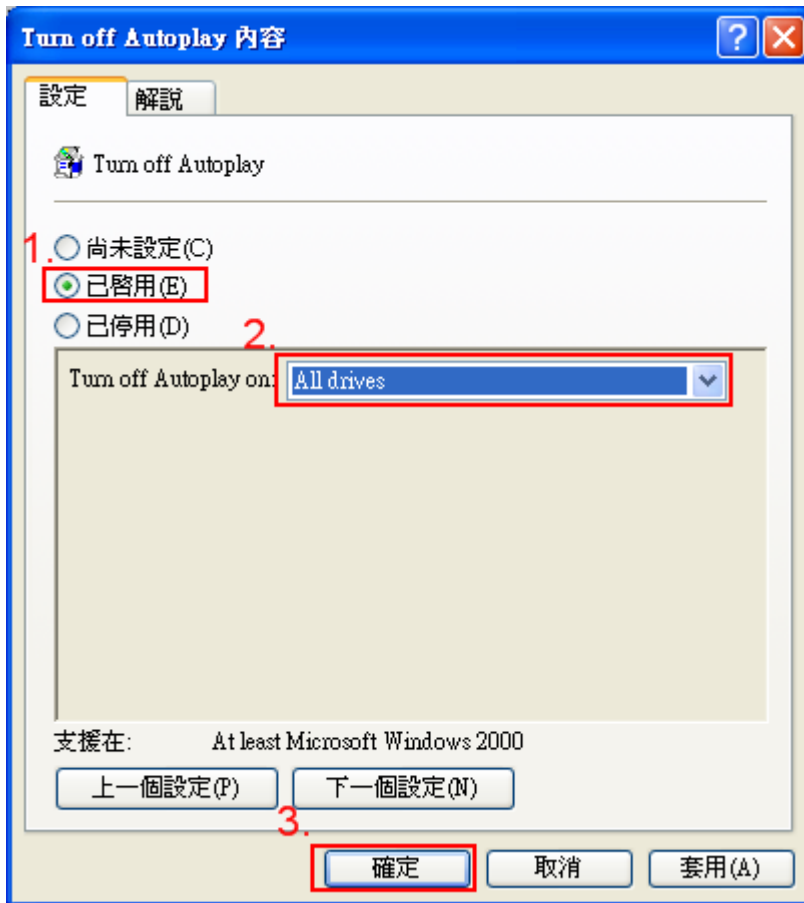 Turn off Autoplay 內容
設定 解說
Turn off Autoplay
1.
尚未設定(C)
已啓用(E)
已停用(D)
2.
Turn off Autoplay on: All drives
支援在: At least Microsoft Windows 2000
上一個設定(P) 下一個設定(N)
3.
確定 取消 套用(A)